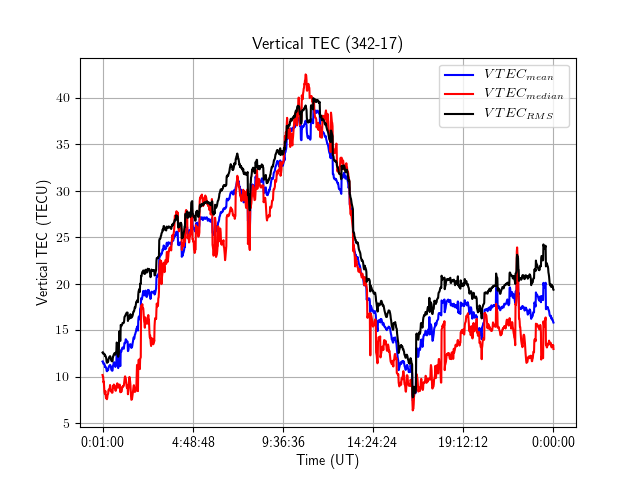 Vertical TEC (342-17)
VTEC_mean
VTEC_median
VTEC_RMS
Vertical TEC (TECU)
40
35
30
25
20
15
10
5
0:01:00 4:48:48 9:36:36 14:24:24 19:12:12 0:00:00
Time (UT)